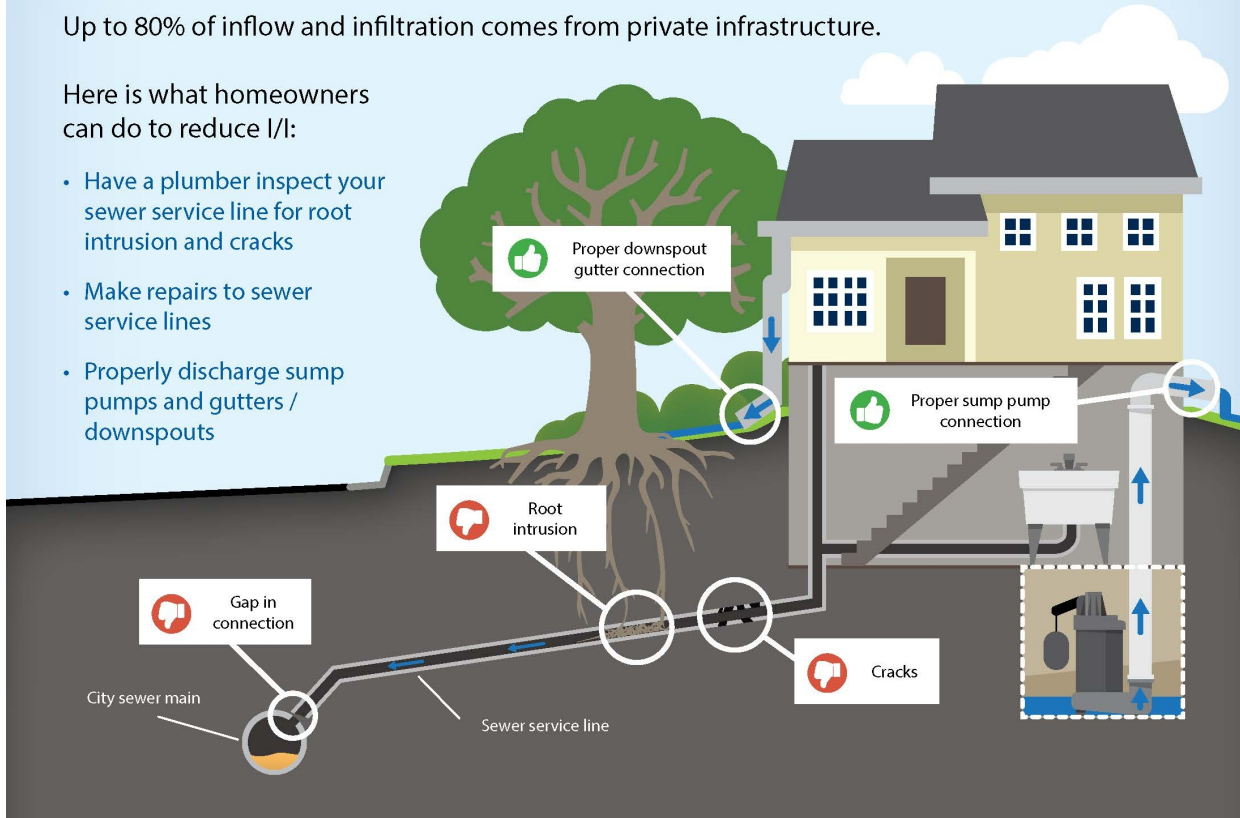 Up to 80% of inflow and infiltration comes from private infrastructure.
Here is what homeowners
can do to reduce I/I:
• Have a plumber inspect your
sewer service line for root
intrusion and cracks
• Make repairs to sewer
service lines
• Properly discharge sump
pumps and gutters /
downspouts
Proper downspout
gutter connection
Proper sump pump
connection
Root
intrusion
Gap in
connection
Cracks
City sewer main
Sewer service line